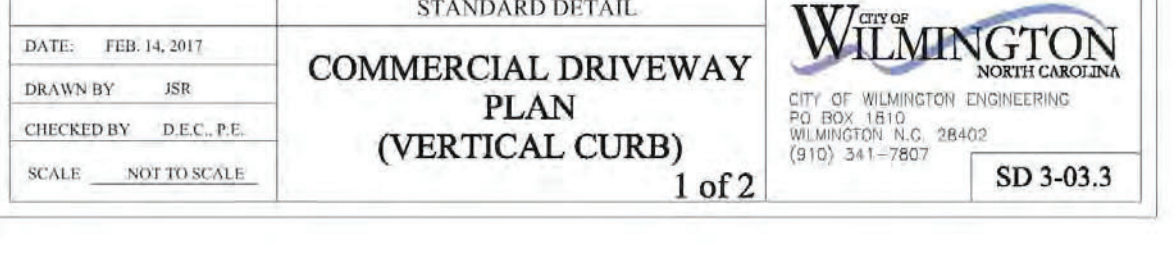 STANDARD DETAIL
DATE: FEB. 14, 2017
DRAWN BY JSR
CHECKED BY D.E.C., P.E.
SCALE NOT TO SCALE
COMMERCIAL DRIVEWAY
PLAN
(VERTICAL CURB)
1 of 2
CITY OF
WILMINGTON
NORTH CAROLINA
CITY OF WILMINGTON ENGINEERING
PO BOX 1810
WILMINGTON N.C. 28402
(910) 341-7807
SD 3-03.3